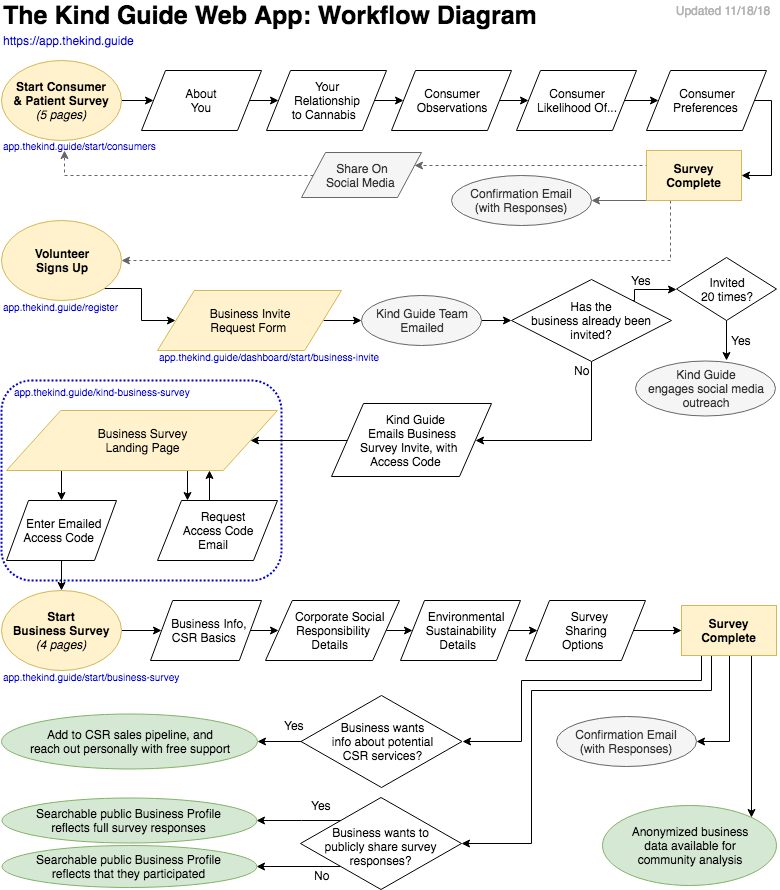 The Kind Guide Web App: Workflow Diagram
Updated 11/18/18
https://app.thekind.guide
Start Consumer
& Patient Survey
(5 pages)
About
You
Your
Relationship
to Cannabis
Consumer
Observations
Consumer
Likelihood Of...
Consumer
Preferences
app.thekind.guide/start/consumers
Share On
Social Media
Survey
Complete
Confirmation Email
(with Responses)
Volunteer
Signs Up
app.thekind.guide/register
Business Invite
Request Form
app.thekind.guide/dashboard/start/business-invite
Kind Guide Team
Emailed
Has the
business already been
invited?
Yes
Invited
20 times?
Yes
Kind Guide
engages social media
outreach
No
app.thekind.guide/kind-business-survey
Business Survey
Landing Page
Kind Guide
Emails Business
Survey Invite, with
Access Code
Enter Emailed
Access Code
Request
Access Code
Email
Start
Business Survey
(4 pages)
Business Info,
CSR Basics
Corporate Social
Responsibility
Details
Environmental
Sustainability
Details
Survey
Sharing
Options
Survey
Complete
app.thekind.guide/start/business-survey
Add to CSR sales pipeline, and
reach out personally with free support
Yes
Business wants
info about potential
CSR services?
Confirmation Email
(with Responses)
Searchable public Business Profile
reflects full survey responses
Yes
Business wants to
publicly share survey
responses?
Searchable public Business Profile
reflects that they participated
No
Anonymized business
data available for
community analysis